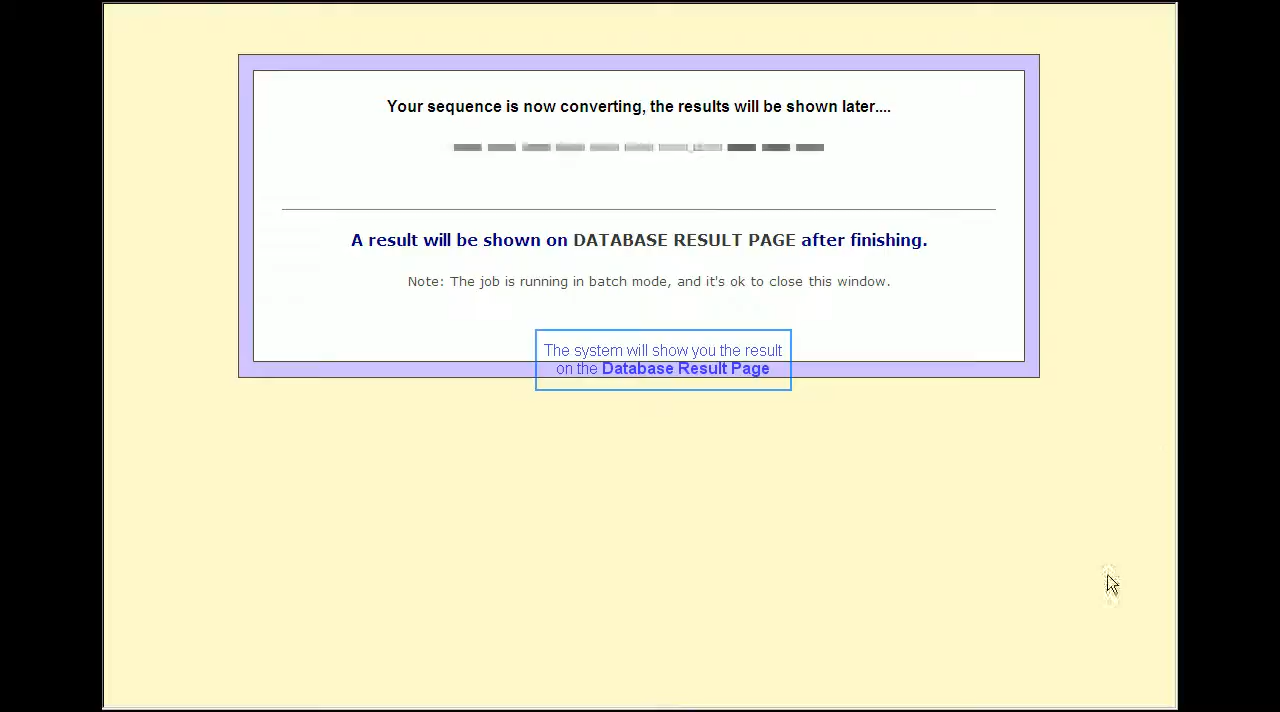 Your sequence is now converting, the results will be shown later....
A result will be shown on DATABASE RESULT PAGE after finishing.
Note: The job is running in batch mode, and it's ok to close this window.
The system will show you the result
on the Database Result Page